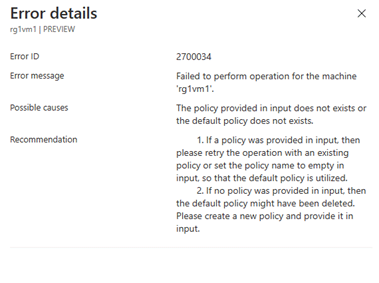 Error details
rg1vm1 | PREVIEW
Error ID
2700034
Error message
Failed to perform operation for the machine
'rg1vm1'.
Possible causes
The policy provided in input does not exists or
the default policy does not exists.
Recommendation
1. If a policy was provided in input, then
please retry the operation with an existing
policy or set the policy name to empty in
input, so that the default policy is utilized.
2. If no policy was provided in input, then
the default policy might have been deleted.
Please create a new policy and provide it in
input.